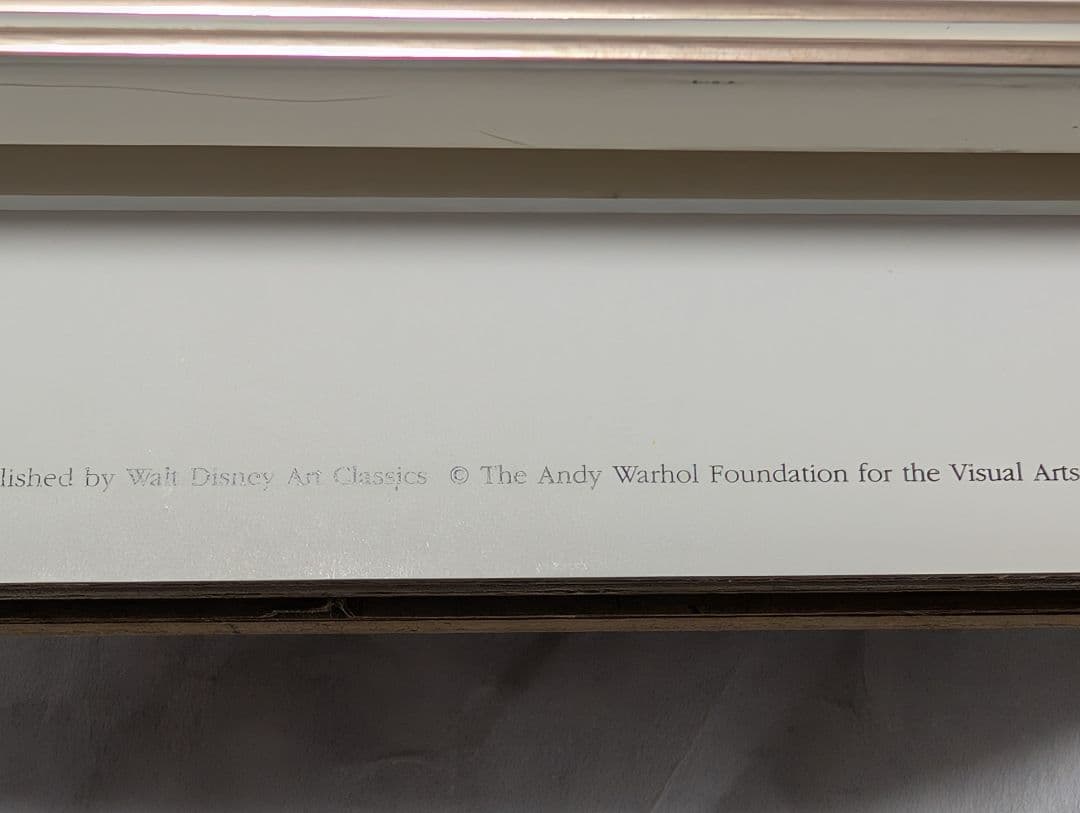 lished by Walt Disney Art Classics © The Andy Warhol Foundation for the Visual Arts